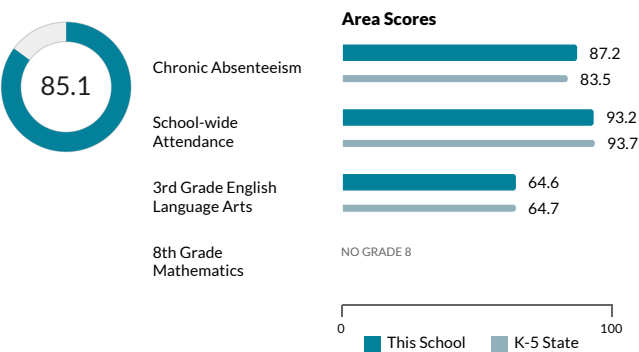 Area Scores
85.1
Chronic Absenteeism
87.2
83.5
School-wide
Attendance
93.2
93.7
3rd Grade English
Language Arts
64.6
64.7
8th Grade
Mathematics
NO GRADE 8
0
100
This School
K-5 State